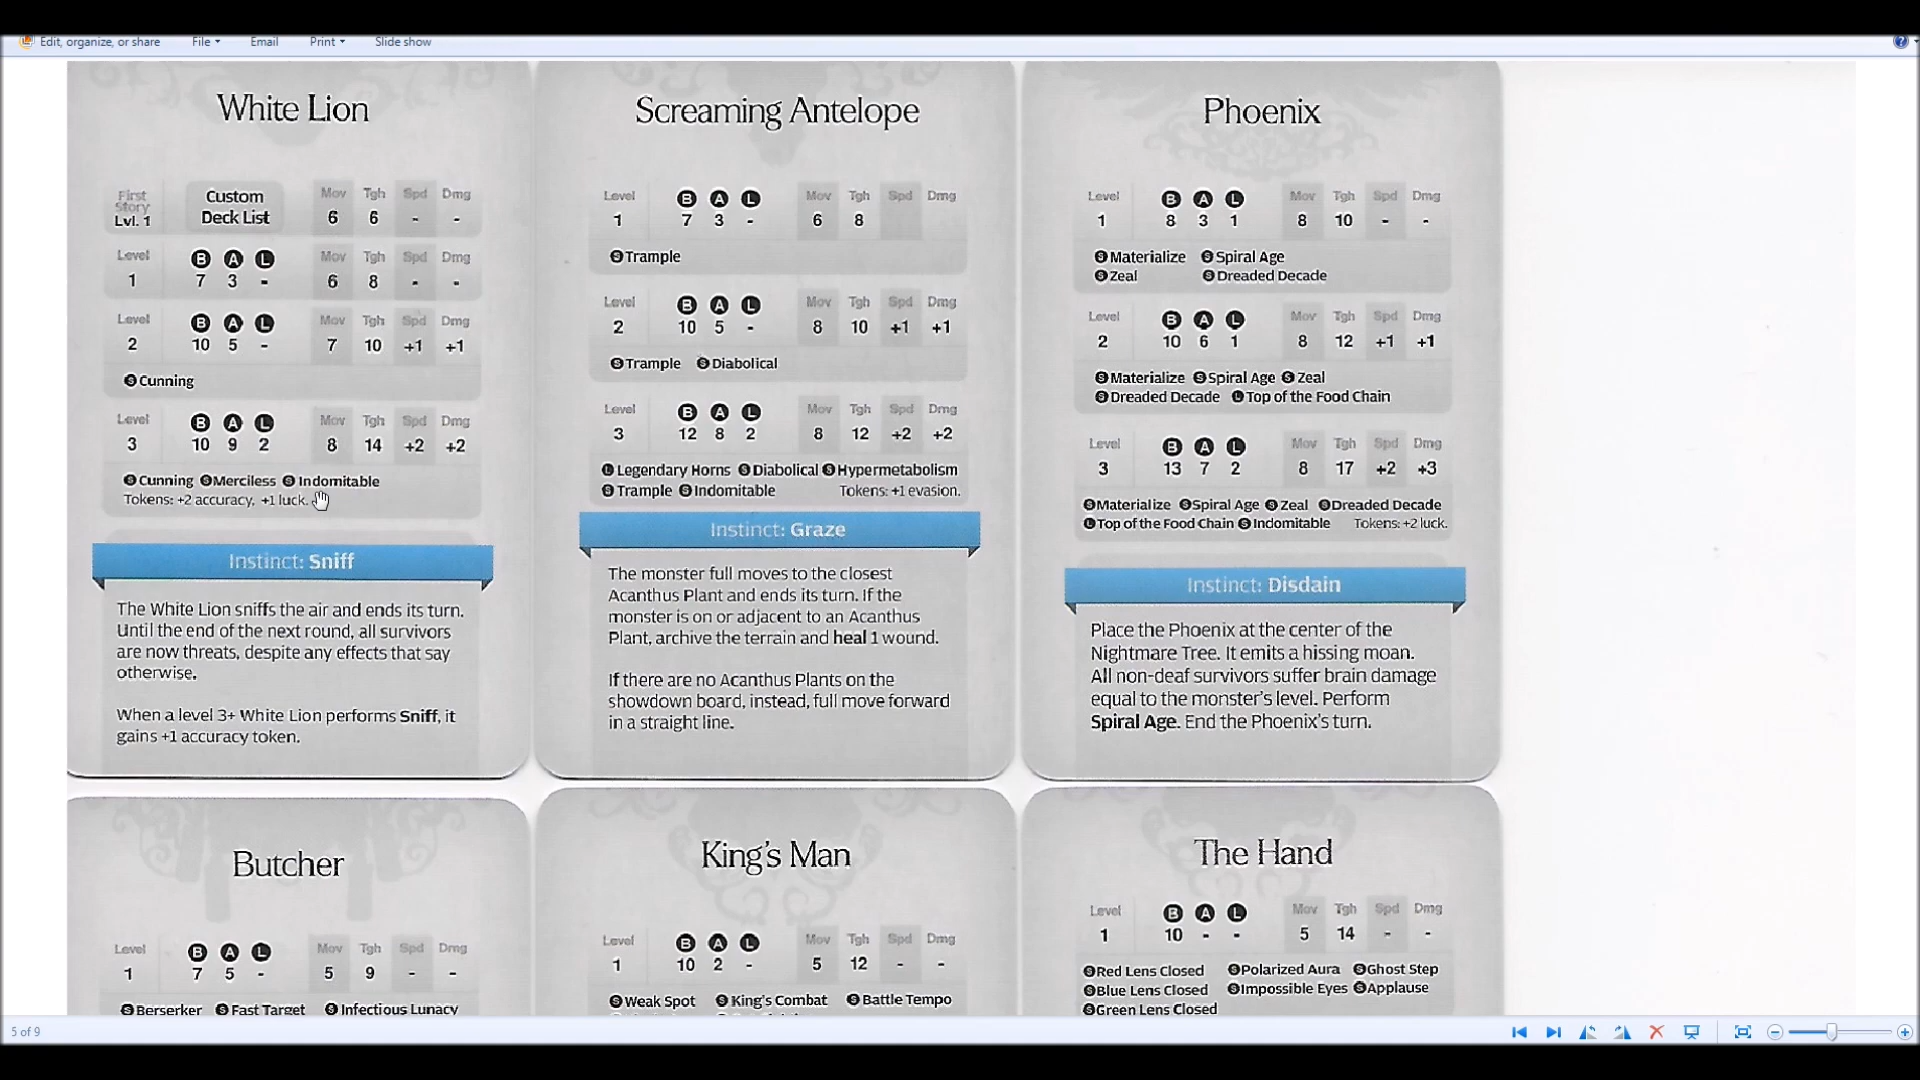 Edit, organize, or share File Email Print Slide show
White Lion
First Story Lvl. 1
Custom Deck List
Mov Tgh Spd Dmg
6 6 - -
Level B A L Mov Tgh Spd Dmg
1 7 3 - 6 8 - -
Level B A L Mov Tgh Spd Dmg
2 10 5 - 7 10 +1 +1
S Cunning
Level B A L Mov Tgh Spd Dmg
3 10 9 2 8 14 +2 +2
S Cunning S Merciless S Indomitable
Tokens: +2 accuracy, +1 luck.
Instinct: Sniff
The White Lion sniffs the air and ends its turn.
Until the end of the next round, all survivors
are now threats, despite any effects that say
otherwise.
When a level 3+ White Lion performs Sniff, it
gains +1 accuracy token.
Screaming Antelope
Level B A L Mov Tgh Spd Dmg
1 7 3 - 6 8
S Trample
Level B A L Mov Tgh Spd Dmg
2 10 5 - 8 10 +1 +1
S Trample S Diabolical
Level B A L Mov Tgh Spd Dmg
3 12 8 2 8 12 +2 +2
L Legendary Horns S Diabolical S Hypermetabolism
S Trample S Indomitable Tokens: +1 evasion.
Instinct: Graze
The monster full moves to the closest
Acanthus Plant and ends its turn. If the
monster is on or adjacent to an Acanthus
Plant, archive the terrain and heal 1 wound.
If there are no Acanthus Plants on the
showdown board, instead, full move forward
in a straight line.
Phoenix
Level B A L Mov Tgh Spd Dmg
1 8 3 1 8 10 - -
S Materialize S Spiral Age
S Zeal S Dreaded Decade
Level B A L Mov Tgh Spd Dmg
2 10 6 1 8 12 +1 +1
S Materialize S Spiral Age S Zeal
S Dreaded Decade L Top of the Food Chain
Level B A L Mov Tgh Spd Dmg
3 13 7 2 8 17 +2 +3
S Materialize S Spiral Age S Zeal S Dreaded Decade
L Top of the Food Chain S Indomitable Tokens: +2 luck.
Instinct: Disdain
Place the Phoenix at the center of the
Nightmare Tree. It emits a hissing moan.
All non-deaf survivors suffer brain damage
equal to the monster's level. Perform
Spiral Age. End the Phoenix's turn.
Butcher
Level B A L Mov Tgh Spd Dmg
1 7 5 - 5 9 - -
S Berserker S Fast Target S Infectious Lunacy
King's Man
Level B A L Mov Tgh Spd Dmg
1 10 2 - 5 12 - -
S Weak Spot S King's Combat S Battle Tempo
The Hand
Level B A L Mov Tgh Spd Dmg
1 10 - - 5 14 - -
S Red Lens Closed S Polarized Aura S Ghost Step
S Blue Lens Closed S Impossible Eyes S Applause
S Green Lens Closed
5 of 9